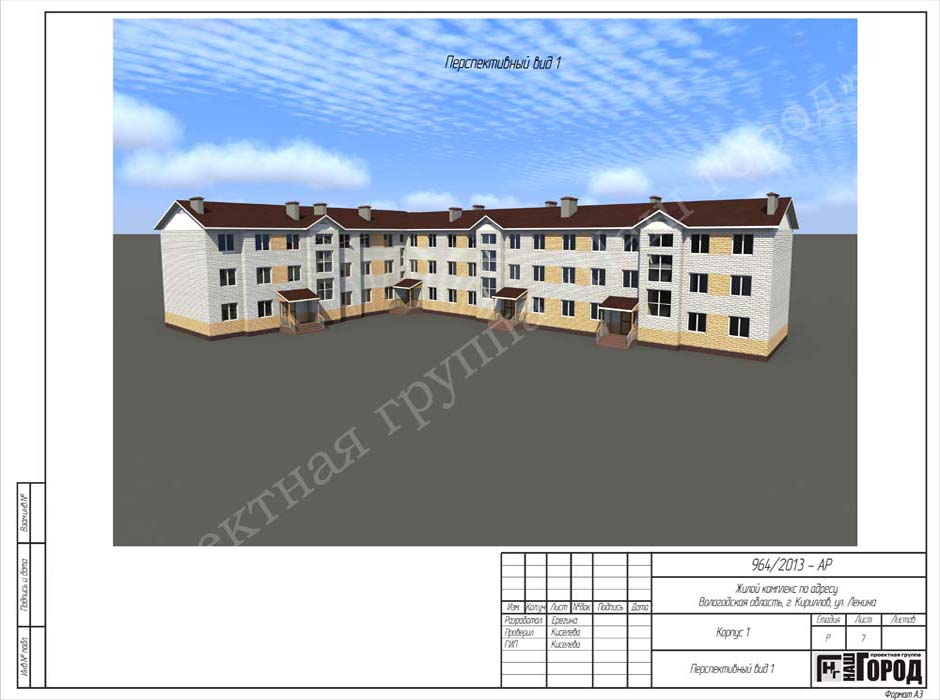 Перспективный вид 1
ектная группа
город»
Взам.инв.№
Подпись и дата
Инв.№ подл.
964/2013 – АР
Жилой комплекс по адресу
Вологодская область, г. Кириллов, ул. Ленина
Изм. Кол.уч Лист №док. Подпись Дата
Разработал Ерегина
Проверил Киселева
ГИП Киселева
Корпус 1
Стадия Лист Листов
Р 7
Перспективный вид 1
НГ
проектная группа
НАШ ГОРОД
Формат А3